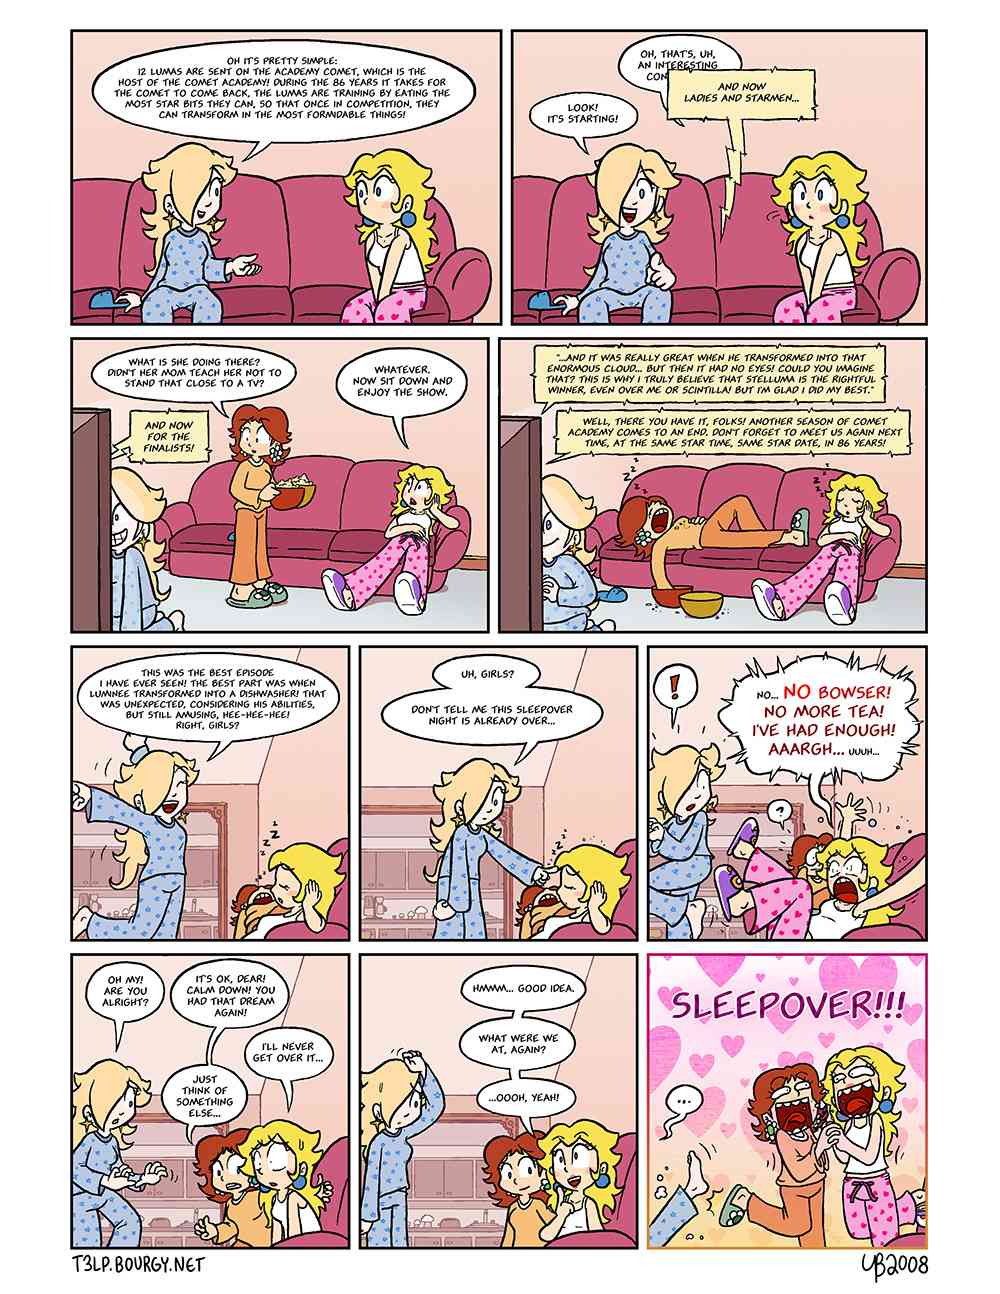 OH IT'S PRETTY SIMPLE:
12 LUMAS ARE SENT ON THE ACADEMY COMET, WHICH IS THE
HOST OF THE COMET ACADEMY! DURING THE 86 YEARS IT TAKES FOR
THE COMET TO COME BACK, THE LUMAS ARE TRAINING BY EATING THE
MOST STAR BITS THEY CAN, SO THAT ONCE IN COMPETITION, THEY
CAN TRANSFORM IN THE MOST FORMIDABLE THINGS!
LOOK!
IT'S STARTING!
OH, THAT'S, UH,
AN INTERESTING
CON
AND NOW
LADIES AND STARMEN...
WHAT IS SHE DOING THERE?
DIDN'T HER MOM TEACH HER NOT TO
STAND THAT CLOSE TO A TV?
AND NOW
FOR THE
FINALISTS!
WHATEVER,
NOW SIT DOWN AND
ENJOY THE SHOW.
"...AND IT WAS REALLY GREAT WHEN HE TRANSFORMED INTO THAT
ENORMOUS CLOUD... BUT THEN IT HAD NO EYES! COULD YOU IMAGINE
THAT? THIS IS WHY I TRULY BELIEVE THAT STELLUMA IS THE RIGHTFUL
WINNER, EVEN OVER ME OR SCINTILLA! BUT I'M GLAD I DID MY BEST."
WELL, THERE YOU HAVE IT, FOLKS! ANOTHER SEASON OF COMET
ACADEMY COMES TO AN END. DON'T FORGET TO MEET US AGAIN NEXT
TIME, AT THE SAME STAR TIME, SAME STAR DATE, IN 86 YEARS!
Z Z Z
Z Z Z
THIS WAS THE BEST EPISODE
I HAVE EVER SEEN! THE BEST PART WAS WHEN
LUMNEE TRANSFORMED INTO A DISHWASHER! THAT
WAS UNEXPECTED, CONSIDERING HIS ABILITIES,
BUT STILL AMUSING, HEE-HEE-HEE!
RIGHT, GIRLS?
Z Z Z
UH, GIRLS?
DON'T TELL ME THIS SLEEPOVER
NIGHT IS ALREADY OVER...
Z Z Z
!
NO... NO BOWSER!
NO MORE TEA!
I'VE HAD ENOUGH!
AAARGH... UUUH...
?
OH MY!
ARE YOU
ALRIGHT?
IT'S OK, DEAR!
CALM DOWN! YOU
HAD THAT DREAM
AGAIN!
I'LL NEVER
GET OVER IT...
JUST
THINK OF
SOMETHING
ELSE...
HMMM... GOOD IDEA.
WHAT WERE WE
AT, AGAIN?
...OOOH, YEAH!
SLEEPOVER!!!
...
T3LP.BOURGY.NET
YB2008